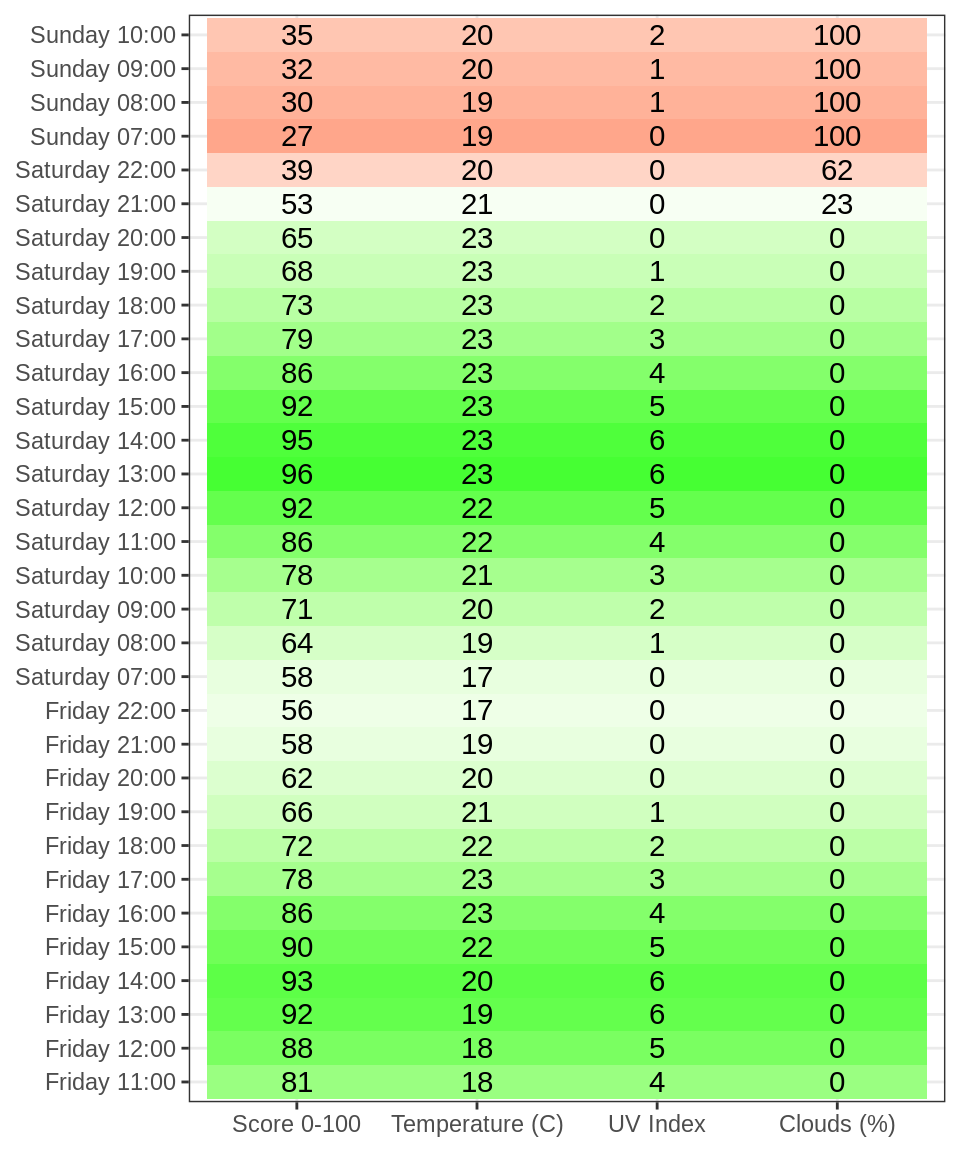 Sunday 10:00 35 20 2 100
Sunday 09:00 32 20 1 100
Sunday 08:00 30 19 1 100
Sunday 07:00 27 19 0 100
Saturday 22:00 39 20 0 62
Saturday 21:00 53 21 0 23
Saturday 20:00 65 23 0 0
Saturday 19:00 68 23 1 0
Saturday 18:00 73 23 2 0
Saturday 17:00 79 23 3 0
Saturday 16:00 86 23 4 0
Saturday 15:00 92 23 5 0
Saturday 14:00 95 23 6 0
Saturday 13:00 96 23 6 0
Saturday 12:00 92 22 5 0
Saturday 11:00 86 22 4 0
Saturday 10:00 78 21 3 0
Saturday 09:00 71 20 2 0
Saturday 08:00 64 19 1 0
Saturday 07:00 58 17 0 0
Friday 22:00 56 17 0 0
Friday 21:00 58 19 0 0
Friday 20:00 62 20 0 0
Friday 19:00 66 21 1 0
Friday 18:00 72 22 2 0
Friday 17:00 78 23 3 0
Friday 16:00 86 23 4 0
Friday 15:00 90 22 5 0
Friday 14:00 93 20 6 0
Friday 13:00 92 19 6 0
Friday 12:00 88 18 5 0
Friday 11:00 81 18 4 0
Score 0-100 Temperature (C) UV Index Clouds (%)